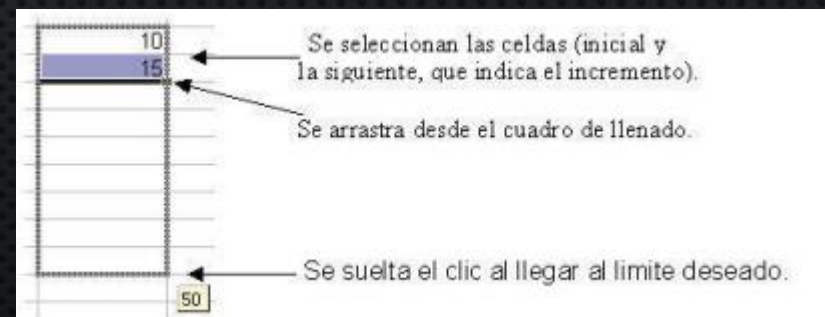 10
Se seleccionan las celdas (inicial y
15
la siguiente, que indica el incremento).
Se arrastra desde el cuadro de llenado.
Se suelta el clic al llegar al limite deseado.
50